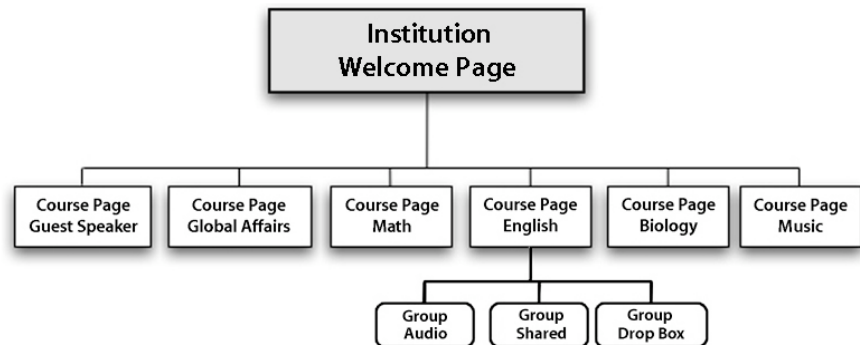 Institution
Welcome Page
Course Page
Guest Speaker
Course Page
Global Affairs
Course Page
Math
Course Page
English
Course Page
Biology
Course Page
Music
Group
Audio
Group
Shared
Group
Drop Box